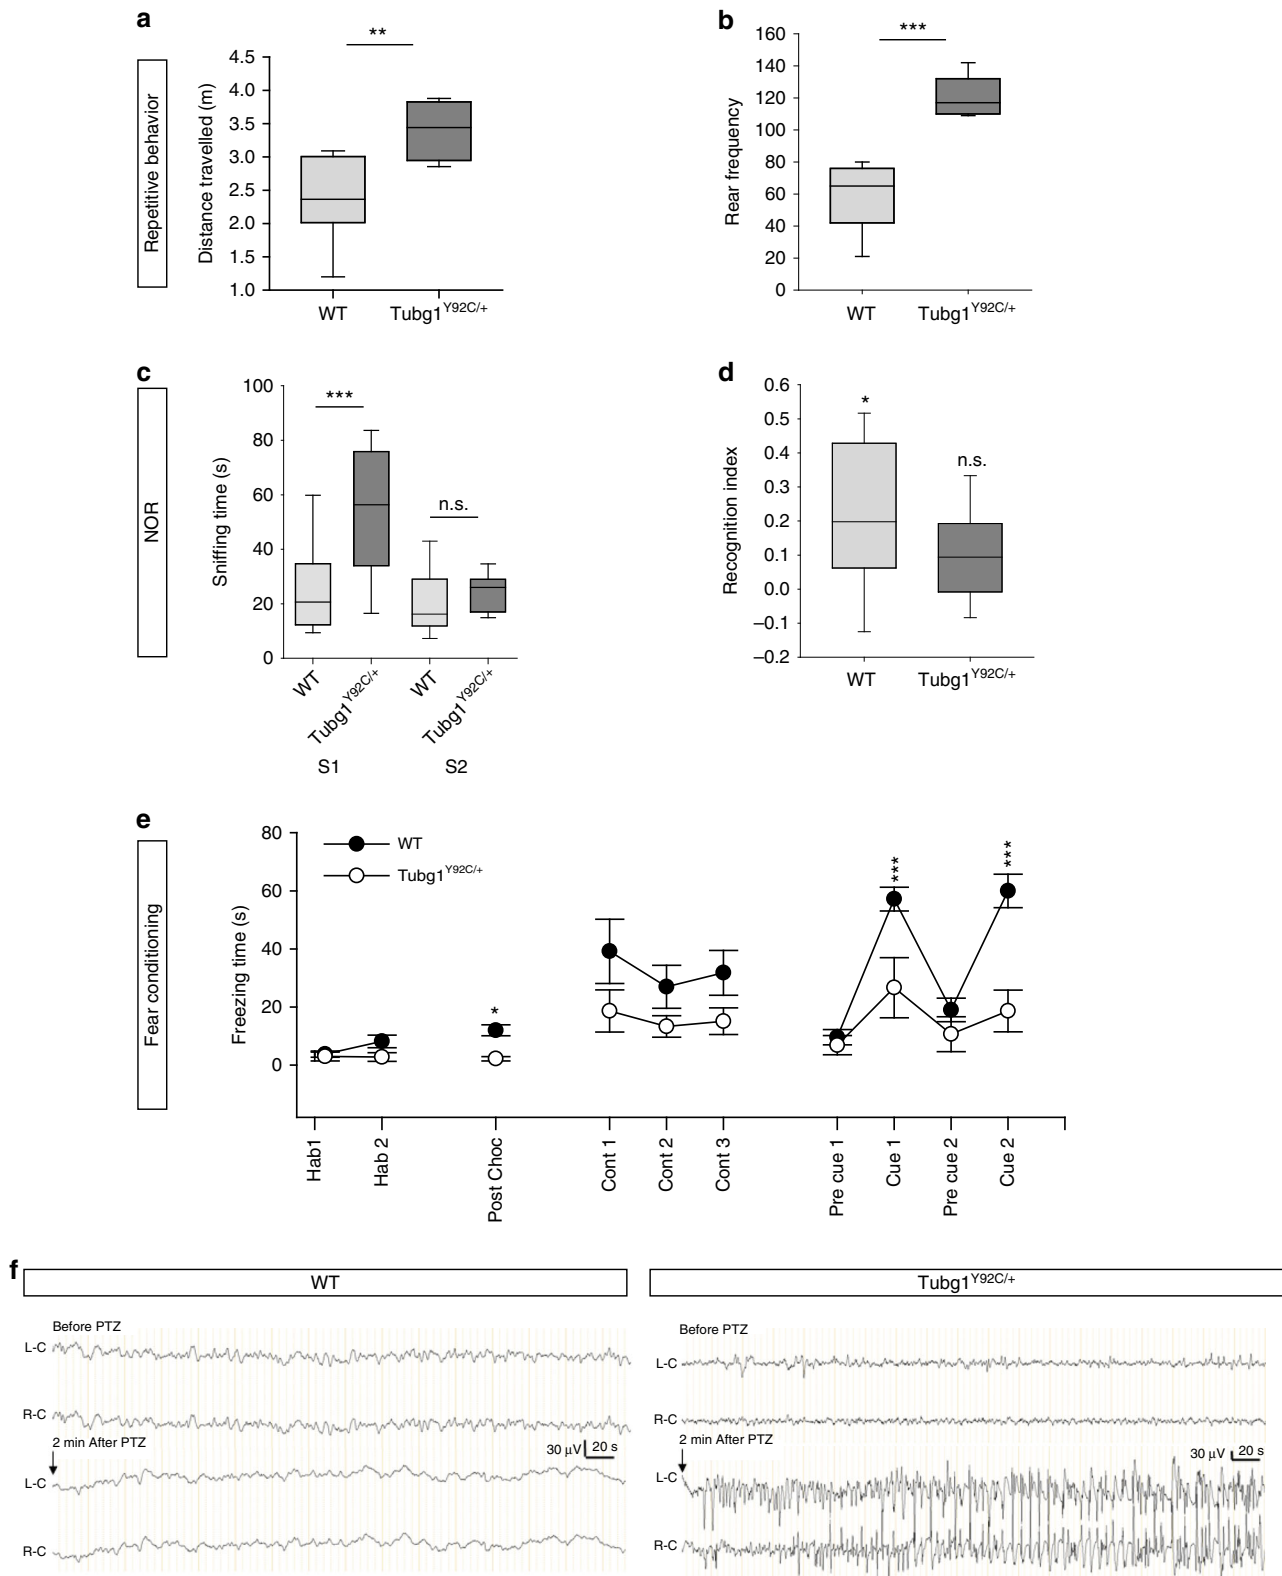 a
**
Repetitive behavior
Distance travelled (m)
4.5
4.0
3.5
3.0
2.5
2.0
1.5
1.0
WT
Tubg1Y92C/+
b
***
Rear frequency
160
140
120
100
80
60
40
20
0
WT
Tubg1Y92C/+
c
NOR
Sniffing time (s)
100
80
60
40
20
0
***
n.s.
WT
Tubg1Y92C/+
WT
Tubg1Y92C/+
S1
S2
d
Recognition index
0.6
0.5
0.4
0.3
0.2
0.1
0.0
–0.1
–0.2
*
n.s.
WT
Tubg1Y92C/+
e
Fear conditioning
Freezing time (s)
80
60
40
20
0
WT
Tubg1Y92C/+
*
***
***
Hab1
Hab 2
Post Choc
Cont 1
Cont 2
Cont 3
Pre cue 1
Cue 1
Pre cue 2
Cue 2
f
WT
Before PTZ
L-C
R-C
2 min After PTZ
30 µV
20 s
L-C
R-C
Tubg1Y92C/+
Before PTZ
L-C
R-C
2 min After PTZ
30 µV
20 s
L-C
R-C